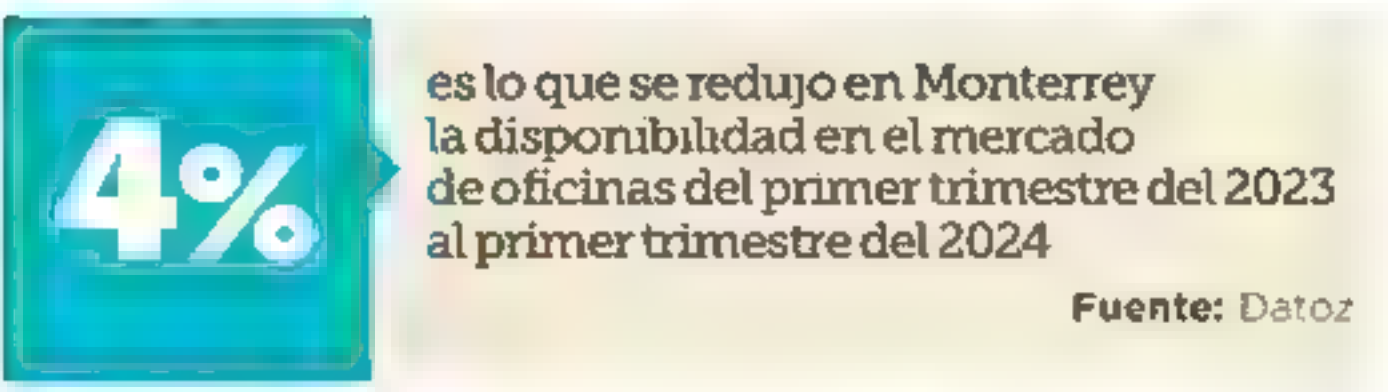 4%
es lo que se redujo en Monterrey
la disponibilidad en el mercado
de oficinas del primer trimestre del 2023
al primer trimestre del 2024
Fuente: Datoz